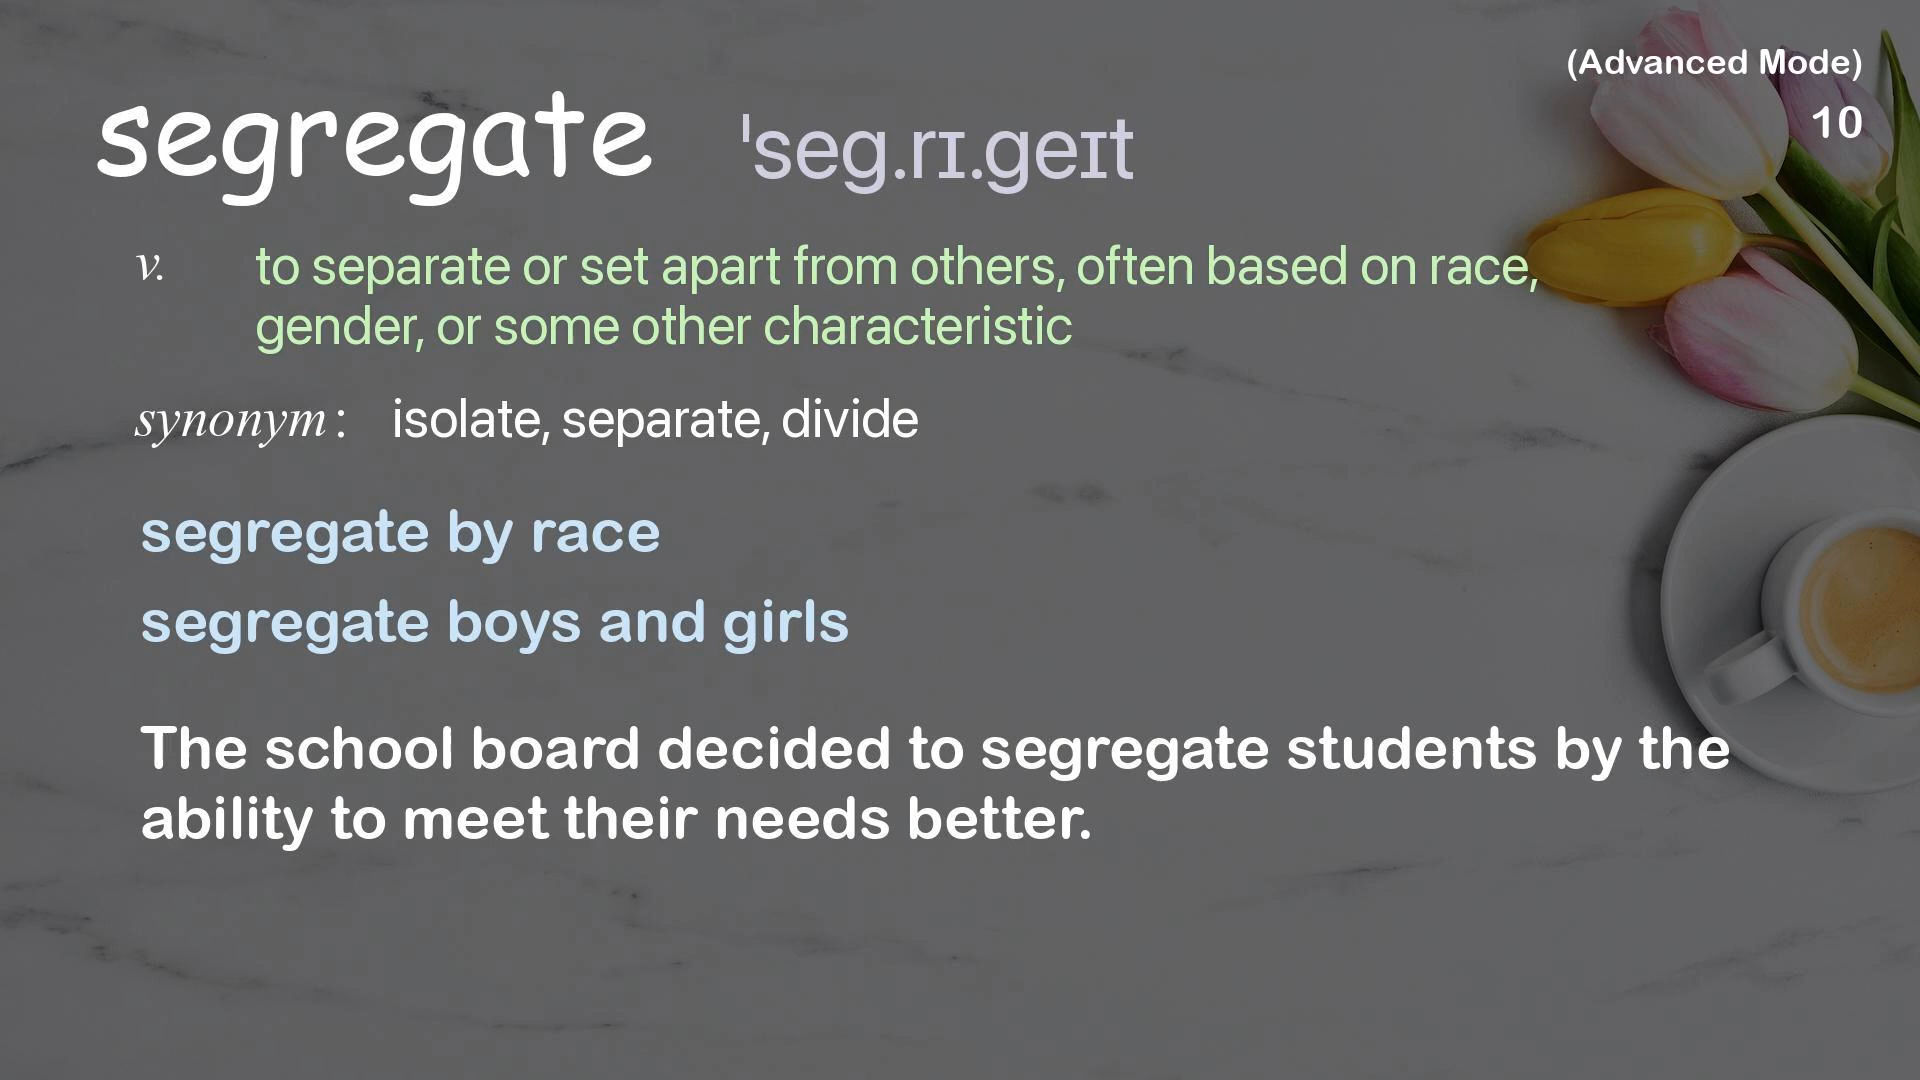 (Advanced Mode)
segregate ˈseg.rɪ.geɪt
10
v. to separate or set apart from others, often based on race,
gender, or some other characteristic
synonym : isolate, separate, divide
segregate by race
segregate boys and girls
The school board decided to segregate students by the
ability to meet their needs better.